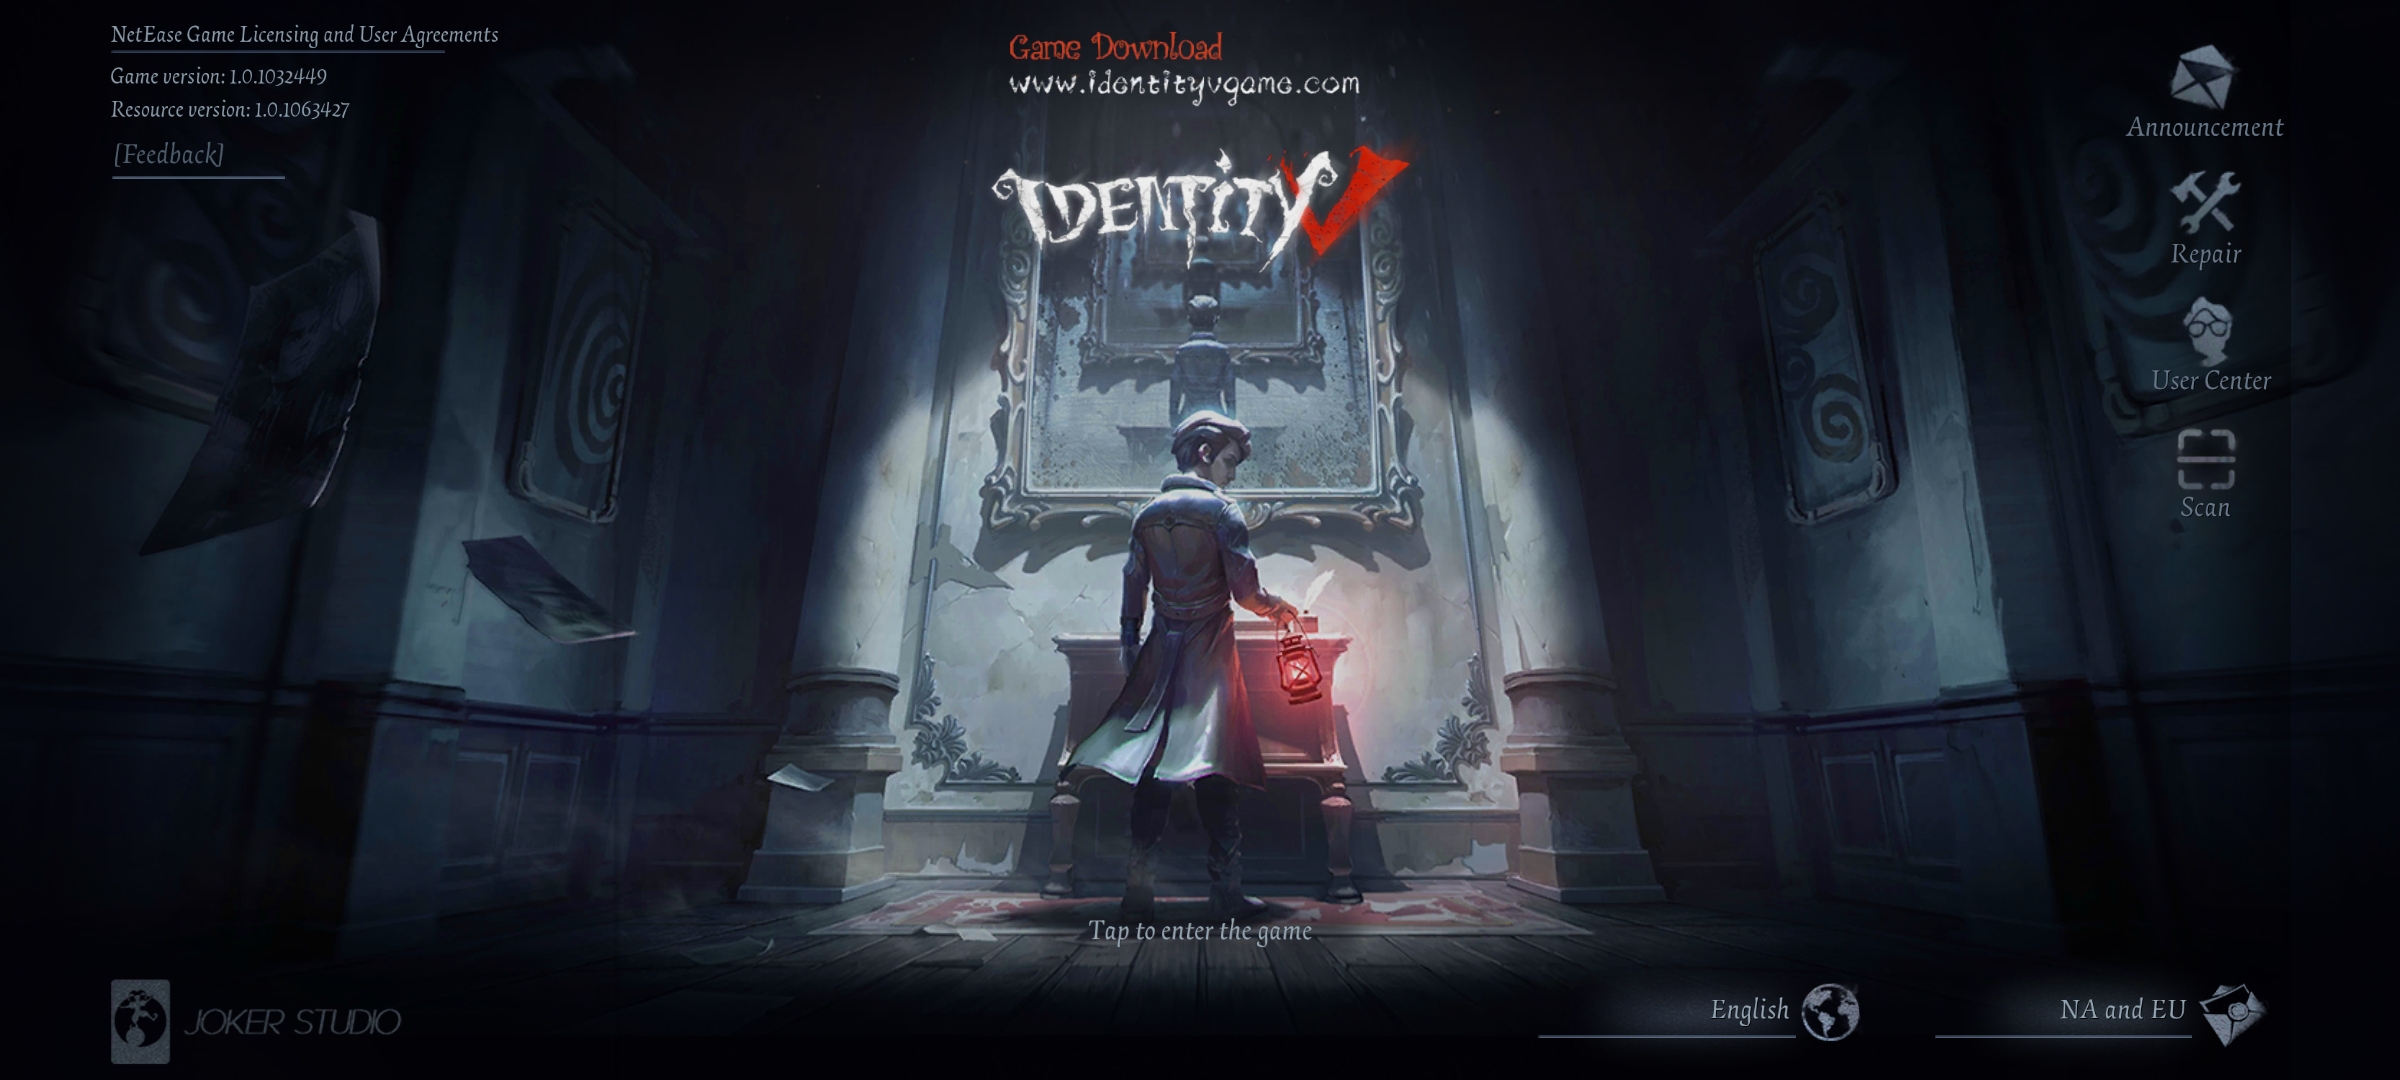 NetEase Game Licensing and User Agreements
Game version: 1.0.1032449
Resource version: 1.0.1063427
[Feedback]
Game Download
www.identityvgame.com
IDENTITY V
Announcement
Repair
User Center
Scan
Tap to enter the game
JOKER STUDIO
English
NA and EU